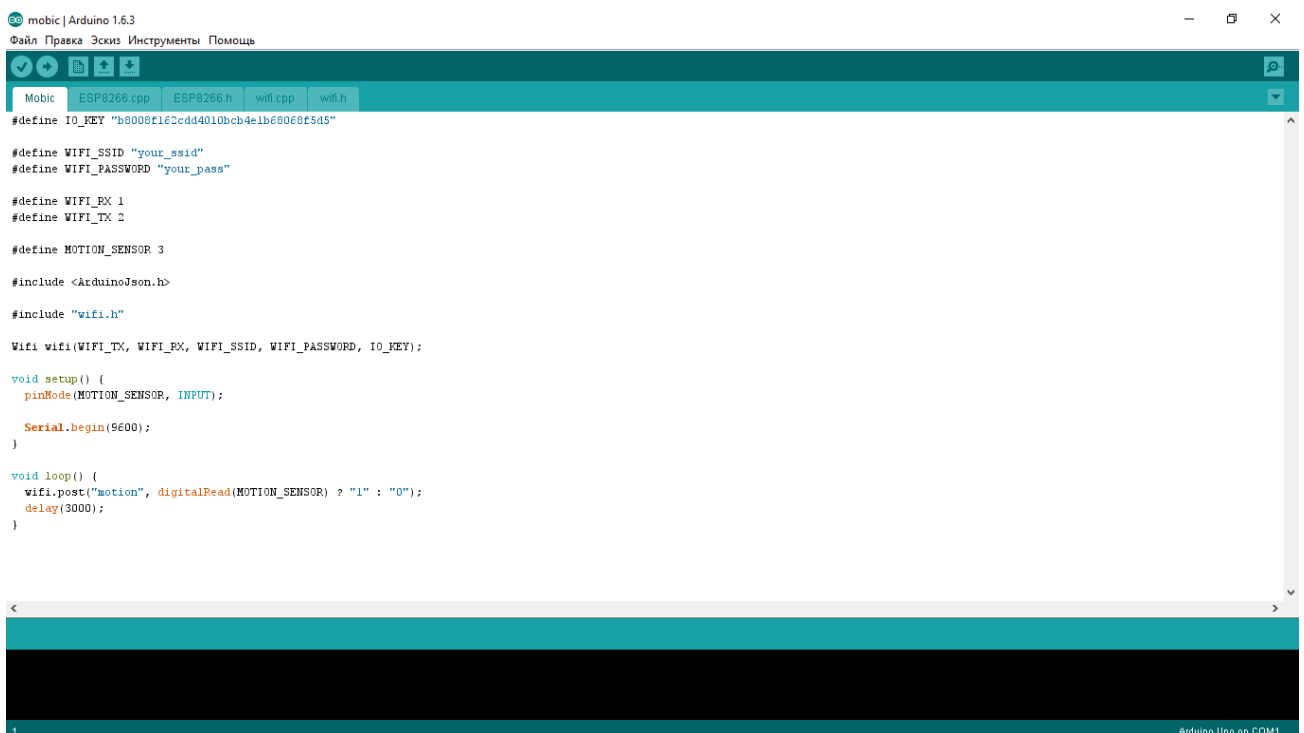 mobic | Arduino 1.6.3
Файл Правка Эскиз Инструменты Помощь
Mobic ESP8266.cpp ESP8266.h wifi.cpp wifi.h
#define IO_KEY "b8008f162cdd4010bcb4e1b68068f5d5"
#define WIFI_SSID "your_ssid"
#define WIFI_PASSWORD "your_pass"
#define WIFI_RX 1
#define WIFI_TX 2
#define MOTION_SENSOR 3
#include <ArduinoJson.h>
#include "wifi.h"
Wifi wifi(WIFI_TX, WIFI_RX, WIFI_SSID, WIFI_PASSWORD, IO_KEY);
void setup() {
  pinMode(MOTION_SENSOR, INPUT);
  Serial.begin(9600);
}
void loop() {
  wifi.post("motion", digitalRead(MOTION_SENSOR) ? "1" : "0");
  delay(3000);
}
1 Arduino Uno on COM1